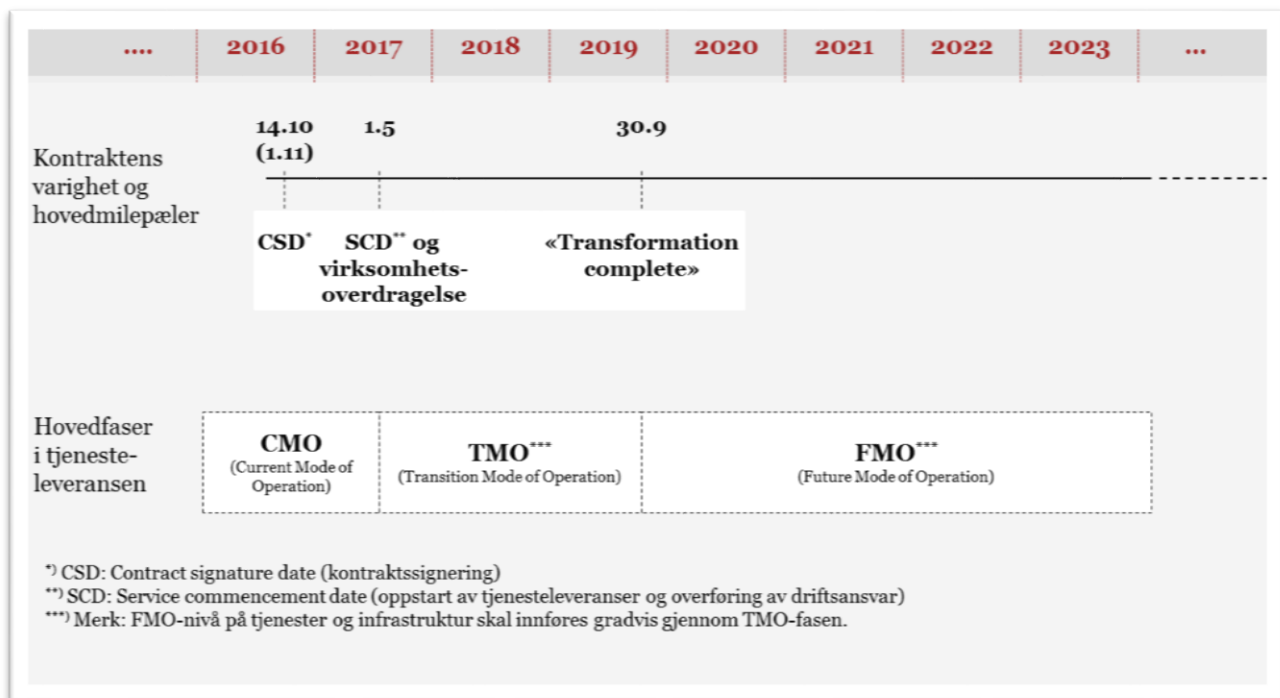 .... 2016 2017 2018 2019 2020 2021 2022 2023 ...
14.10 1.5 30.9
(1.11)
Kontraktens
varighet og
hovedmilepæler
CSD* SCD** og «Transformation
virksomhets- complete»
overdragelse
Hovedfaser
i tjeneste-
leveransen
CMO
(Current Mode of
Operation)
TMO***
(Transition Mode of Operation)
FMO***
(Future Mode of Operation)
*) CSD: Contract signature date (kontraktssignering)
**) SCD: Service commencement date (oppstart av tjenesteleveranser og overføring av driftsansvar)
***) Merk: FMO-nivå på tjenester og infrastruktur skal innføres gradvis gjennom TMO-fasen.